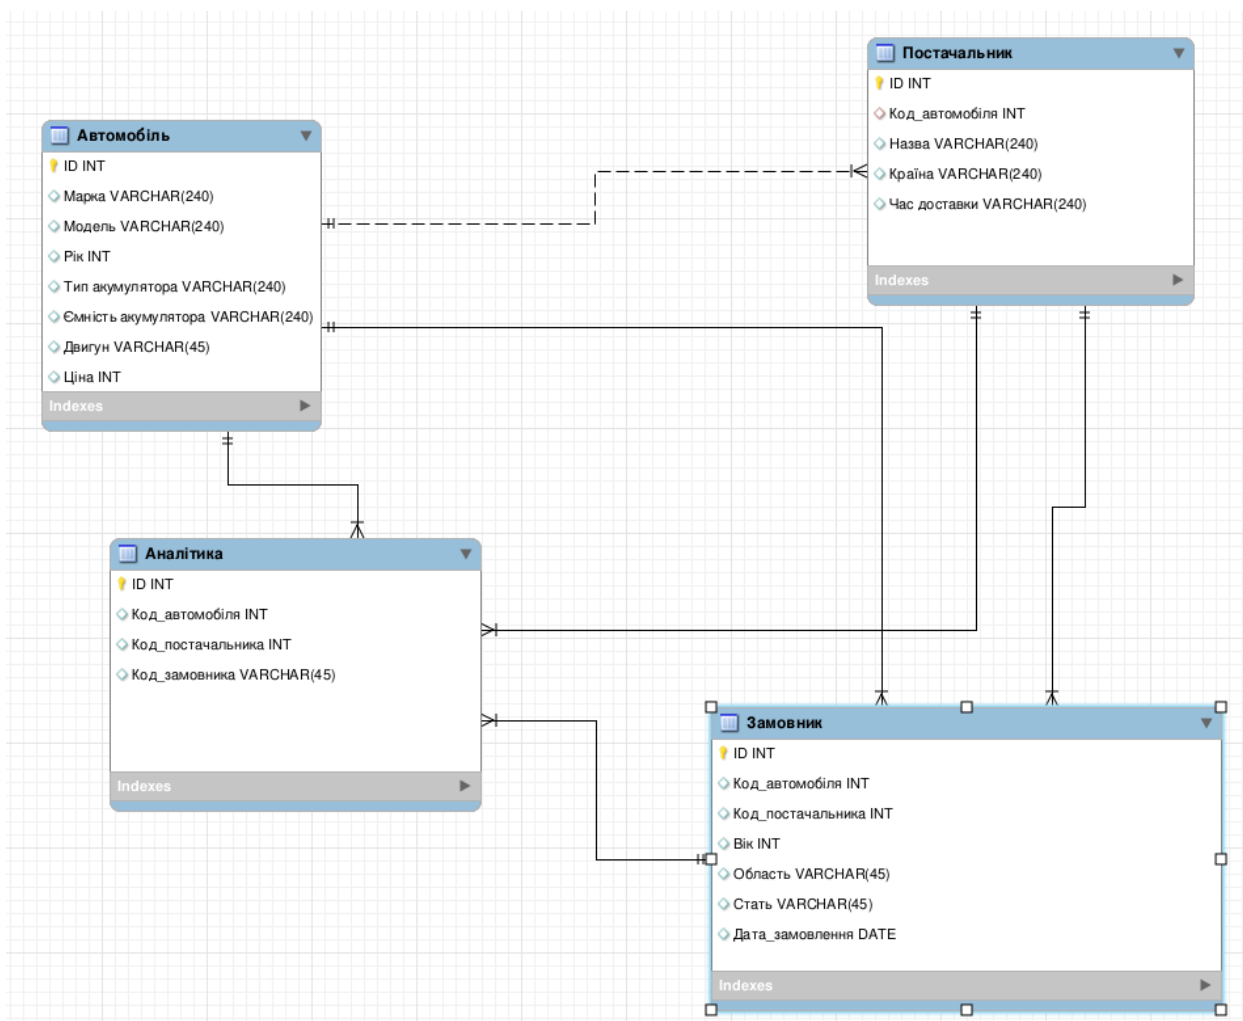 Постачальник
ID INT
Код_автомобіля INT
Назва VARCHAR(240)
Країна VARCHAR(240)
Час доставки VARCHAR(240)
Indexes
Автомобіль
ID INT
Марка VARCHAR(240)
Модель VARCHAR(240)
Рік INT
Тип акумулятора VARCHAR(240)
Ємність акумулятора VARCHAR(240)
Двигун VARCHAR(45)
Ціна INT
Indexes
Аналітика
ID INT
Код_автомобіля INT
Код_постачальника INT
Код_замовника VARCHAR(45)
Indexes
Замовник
ID INT
Код_автомобіля INT
Код_постачальника INT
Вік INT
Область VARCHAR(45)
Стать VARCHAR(45)
Дата_замовлення DATE
Indexes